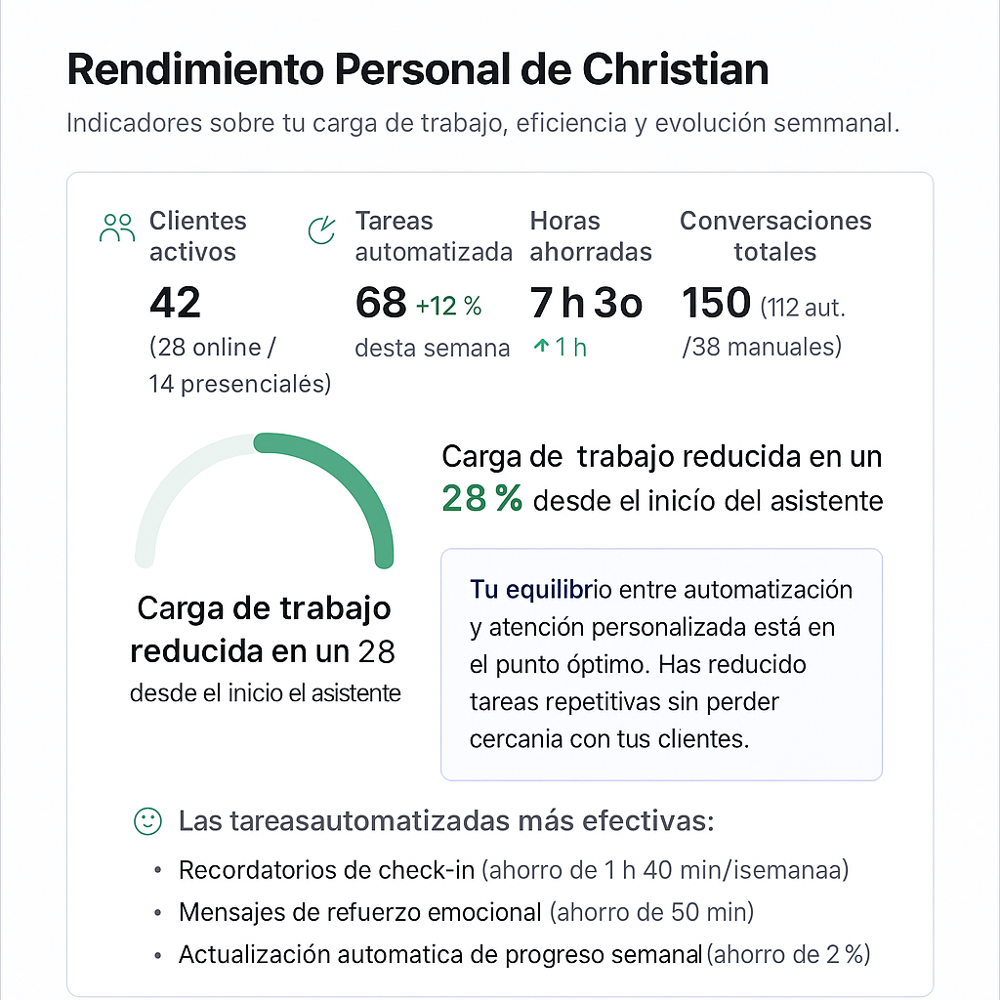 Rendimiento Personal de Christian
Indicadores sobre tu carga de trabajo, eficiencia y evolución semmanal.
Clientes
activos
42
(28 online /
14 presencialés)
Tareas
automatizada
68 +12 %
desta semana
Horas
ahorradas
7 h 3o
↑ 1 h
Conversaciones
totales
150 (112 aut.
/38 manuales)
Carga de trabajo
reducida en un 28
desde el inicio el asistente
Carga de trabajo reducida en un
28 % desde el inicío del asistente
Tu equilibrio entre automatización
y atención personalizada está en
el punto óptimo. Has reducido
tareas repetitivas sin perder
cercania con tus clientes.
Las tareasautomatizadas más efectivas:
• Recordatorios de check-in (ahorro de 1 h 40 min/isemanaa)
• Mensajes de refuerzo emocional (ahorro de 50 min)
• Actualización automatica de progreso semanal (ahorro de 2 %)